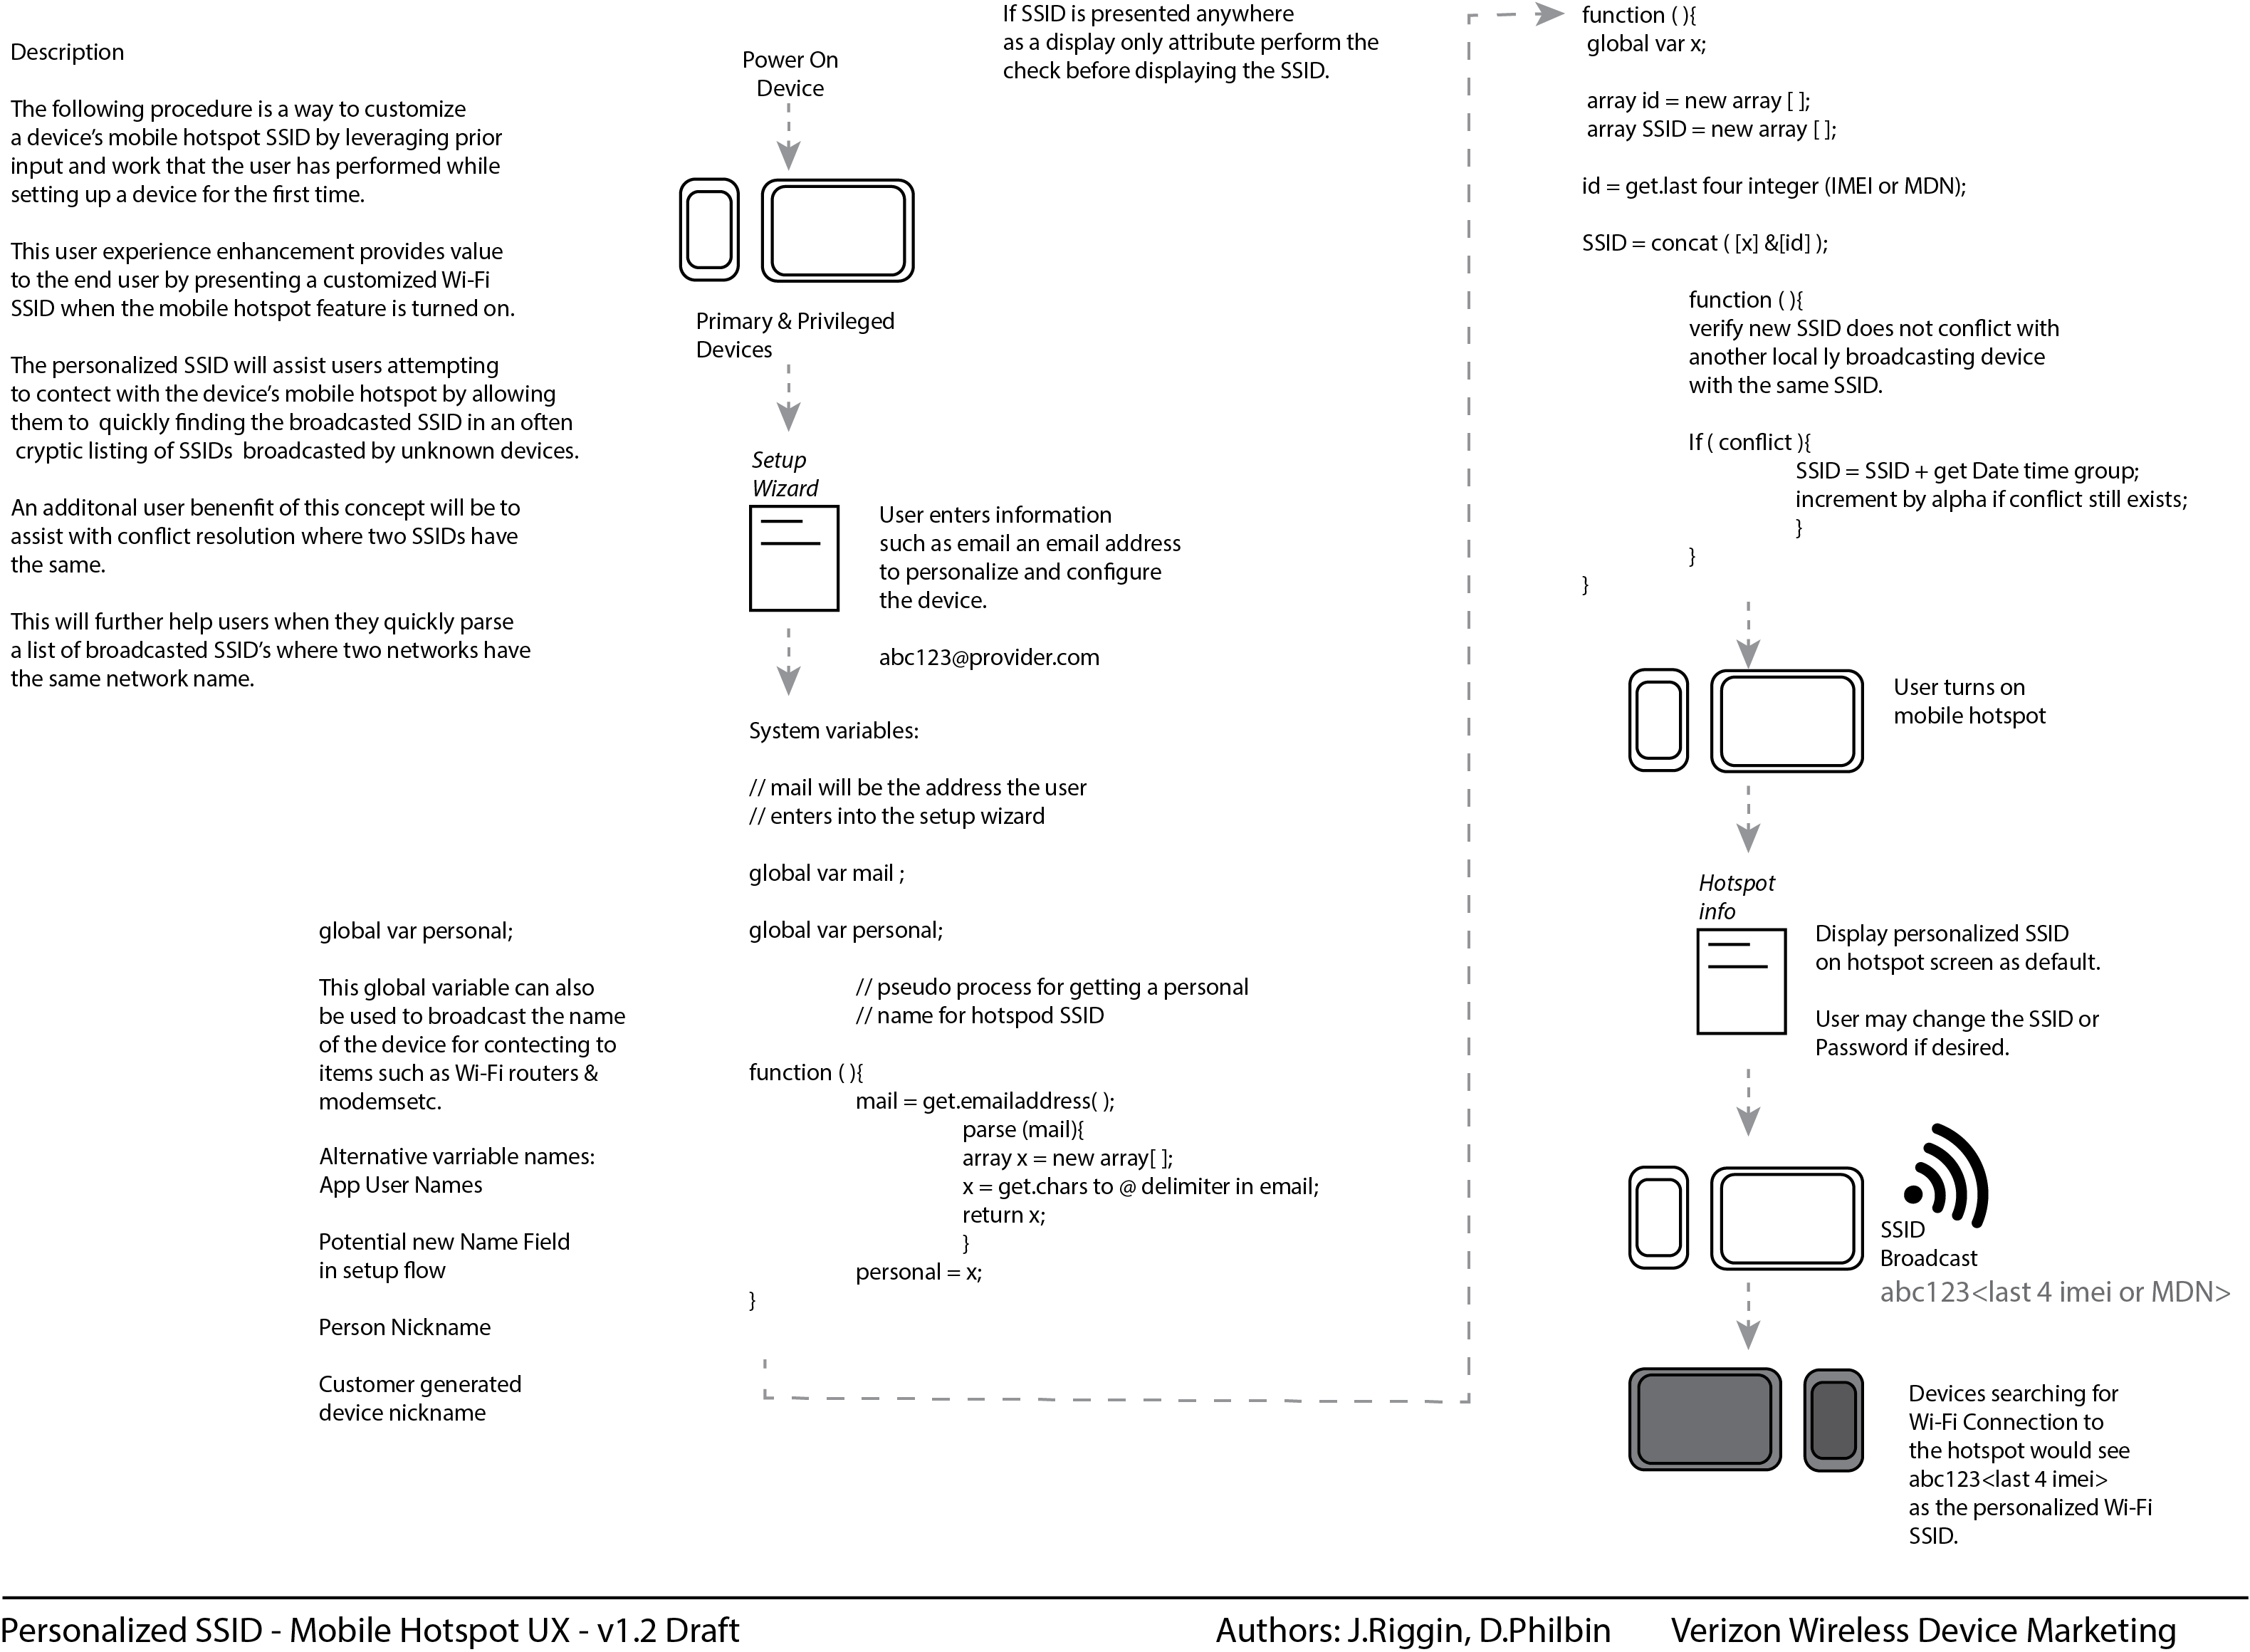 Description
The following procedure is a way to customize
a device's mobile hotspot SSID by leveraging prior
input and work that the user has performed while
setting up a device for the first time.
This user experience enhancement provides value
to the end user by presenting a customized Wi-Fi
SSID when the mobile hotspot feature is turned on.
The personalized SSID will assist users attempting
to contect with the device's mobile hotspot by allowing
them to quickly finding the broadcasted SSID in an often
cryptic listing of SSIDs broadcasted by unknown devices.
An additonal user benenfit of this concept will be to
assist with conflict resolution where two SSIDs have
the same.
This will further help users when they quickly parse
a list of broadcasted SSID's where two networks have
the same network name.
global var personal;
This global variable can also
be used to broadcast the name
of the device for contecting to
items such as Wi-Fi routers &
modemsetc.
Alternative varriable names:
App User Names
Potential new Name Field
in setup flow
Person Nickname
Customer generated
device nickname
Power On
Device
Primary & Privileged
Devices
Setup
Wizard
User enters information
such as email an email address
to personalize and configure
the device.
abc123@provider.com
System variables:
// mail will be the address the user
// enters into the setup wizard
global var mail ;
global var personal;
// pseudo process for getting a personal
// name for hotspod SSID
function ( ){
mail = get.emailaddress( );
parse (mail){
array x = new array[ ];
x = get.chars to @ delimiter in email;
return x;
}
personal = x;
}
If SSID is presented anywhere
as a display only attribute perform the
check before displaying the SSID.
function ( ){
global var x;
array id = new array [ ];
array SSID = new array [ ];
id = get.last four integer (IMEI or MDN);
SSID = concat ( [x] &[id] );
function ( ){
verify new SSID does not conflict with
another local ly broadcasting device
with the same SSID.
If ( conflict ){
SSID = SSID + get Date time group;
increment by alpha if conflict still exists;
}
}
}
User turns on
mobile hotspot
Hotspot
info
Display personalized SSID
on hotspot screen as default.
User may change the SSID or
Password if desired.
SSID
Broadcast
abc123<last 4 imei or MDN>
Devices searching for
Wi-Fi Connection to
the hotspot would see
abc123<last 4 imei>
as the personalized Wi-Fi
SSID.
Personalized SSID - Mobile Hotspot UX - v1.2 Draft
Authors: J.Riggin, D.Philbin
Verizon Wireless Device Marketing